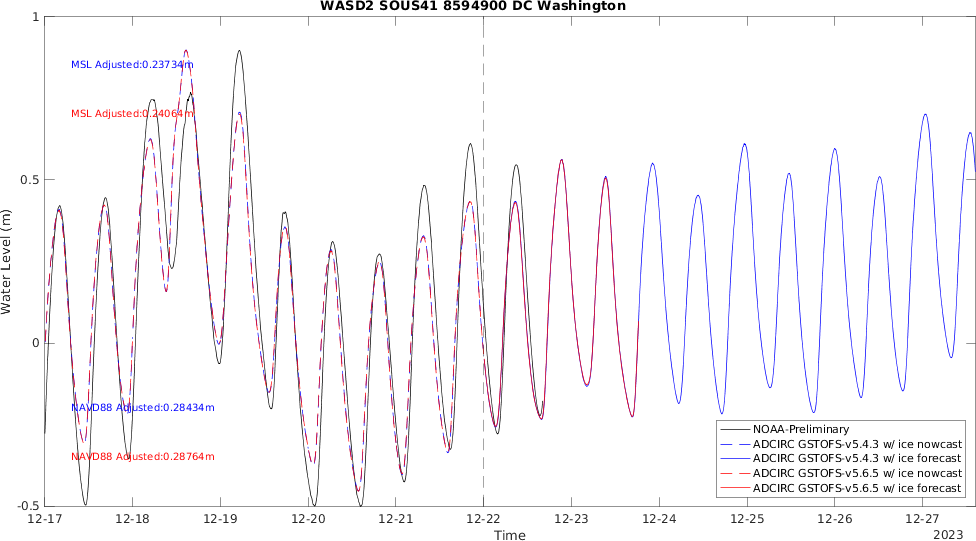 WASD2 SOUS41 8594900 DC Washington
1
0.5
0
-0.5
Water Level (m)
MSL Adjusted:0.23734m
MSL Adjusted:0.24064m
NAVD88 Adjusted:0.28434m
NAVD88 Adjusted:0.28764m
NOAA-Preliminary
ADCIRC GSTOFS-v5.4.3 w/ ice nowcast
ADCIRC GSTOFS-v5.4.3 w/ ice forecast
ADCIRC GSTOFS-v5.6.5 w/ ice nowcast
ADCIRC GSTOFS-v5.6.5 w/ ice forecast
12-17 12-18 12-19 12-20 12-21 12-22 12-23 12-24 12-25 12-26 12-27
Time
2023